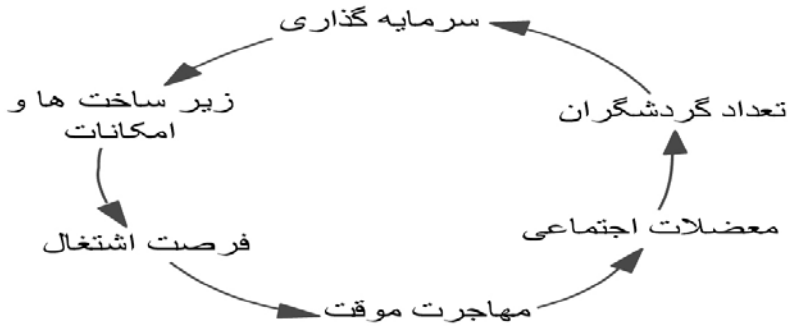 سرمایه گذاری
تعداد گردشگران
زیر ساخت ها و
امکانات
معضلات اجتماعی
فرصت اشتغال
مهاجرت موقت